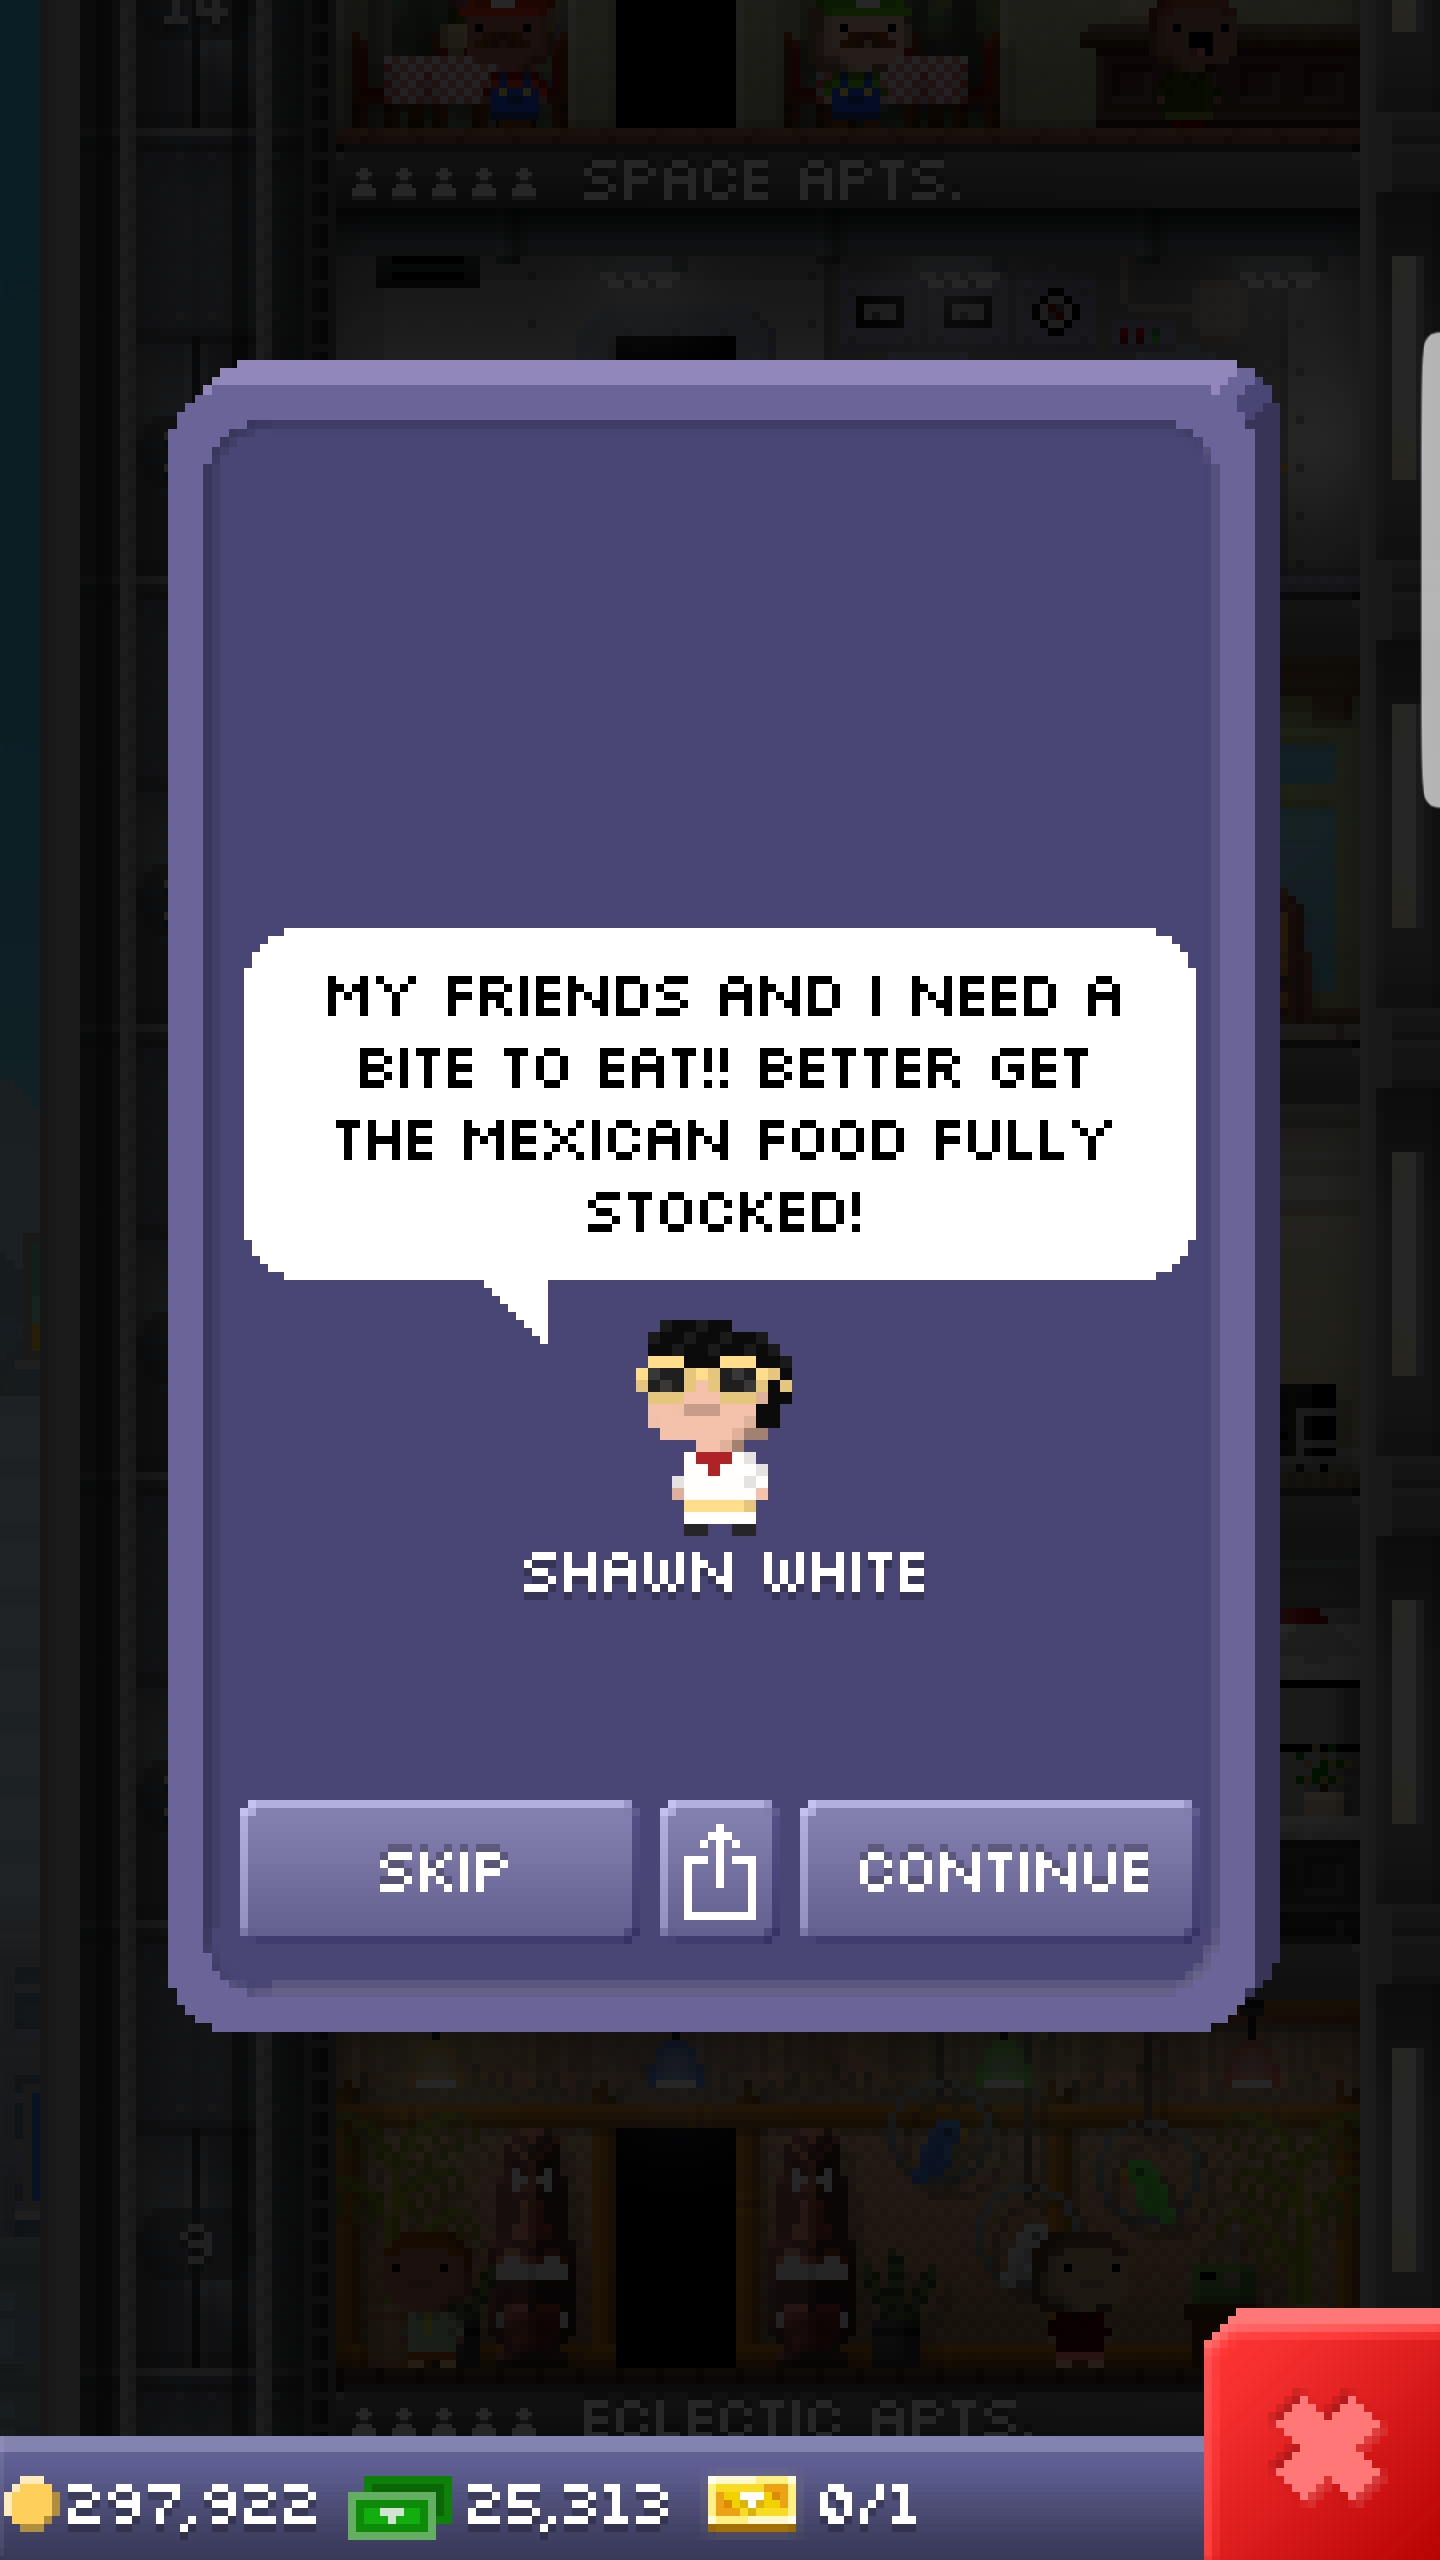 14
SPACE APTS.
MY FRIENDS AND I NEED A
BITE TO EAT!! BETTER GET
THE MEXICAN FOOD FULLY
STOCKED!
SHAWN WHITE
SKIP
CONTINUE
9
ECLECTIC APTS.
297,922 25,313 0/1